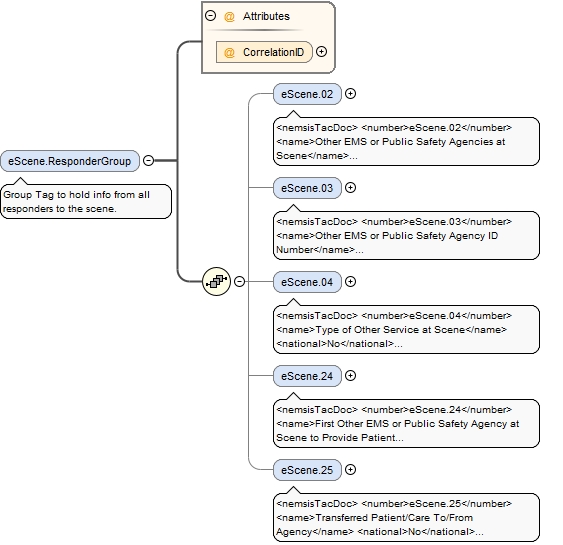 Attributes
CorrelationID
eScene.ResponderGroup
Group Tag to hold info from all
responders to the scene.
eScene.02
<nemsisTacDoc> <number>eScene.02</number>
<name>Other EMS or Public Safety Agencies at
Scene</name>...
eScene.03
<nemsisTacDoc> <number>eScene.03</number>
<name>Other EMS or Public Safety Agency ID
Number</name>...
eScene.04
<nemsisTacDoc> <number>eScene.04</number>
<name>Type of Other Service at Scene</name>
<national>No</national>...
eScene.24
<nemsisTacDoc> <number>eScene.24</number>
<name>First Other EMS or Public Safety Agency at
Scene to Provide Patient...
eScene.25
<nemsisTacDoc> <number>eScene.25</number>
<name>Transferred Patient/Care To/From
Agency</name> <national>No</national>...